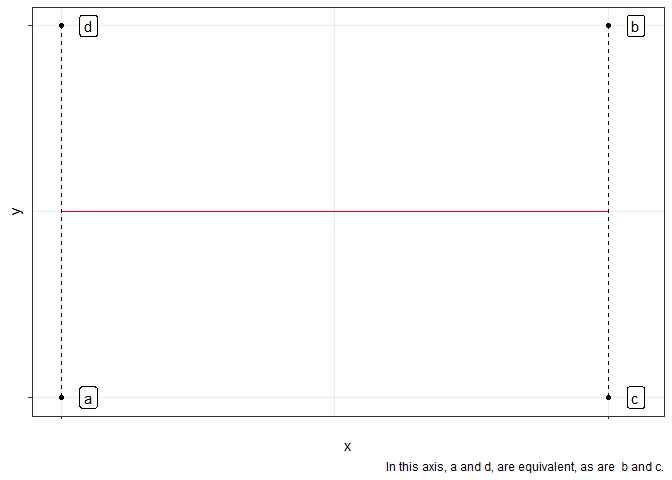 d
b
y
a
c
x
In this axis, a and d, are equivalent, as are  b and c.